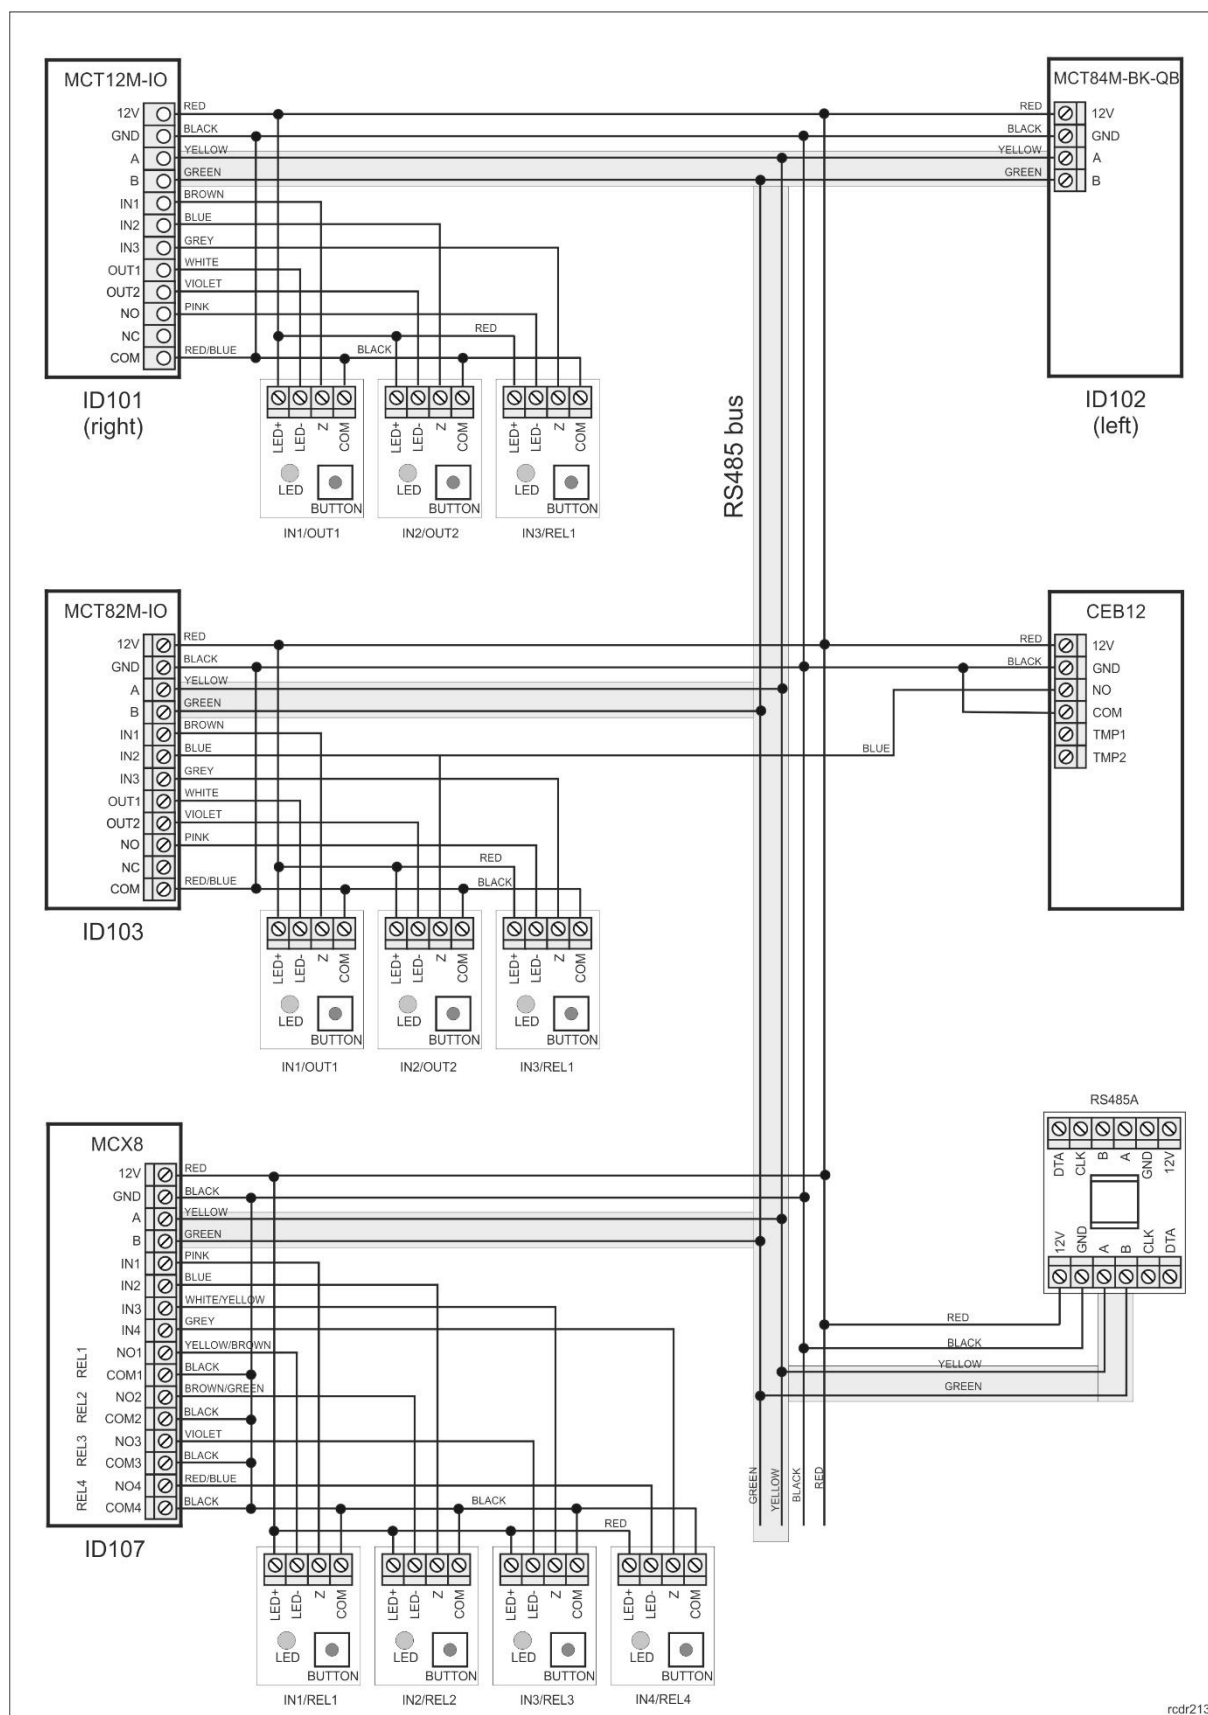 MCT12M-IO
12V
GND
A
B
IN1
IN2
IN3
OUT1
OUT2
NO
NC
COM
RED
BLACK
YELLOW
GREEN
BROWN
BLUE
GREY
WHITE
VIOLET
PINK
RED/BLUE
RED
BLACK
ID101
(right)
LED+ LED- Z COM
LED+ LED- Z COM
LED+ LED- Z COM
LED LED LED
BUTTON BUTTON BUTTON
IN1/OUT1 IN2/OUT2 IN3/REL1
MCT84M-BK-QB
RED
BLACK
YELLOW
GREEN
12V
GND
A
B
ID102
(left)
RS485 bus
MCT82M-IO
12V
GND
A
B
IN1
IN2
IN3
OUT1
OUT2
NO
NC
COM
RED
BLACK
YELLOW
GREEN
BROWN
BLUE
GREY
WHITE
VIOLET
PINK
RED/BLUE
RED
BLACK
ID103
LED+ LED- Z COM
LED+ LED- Z COM
LED+ LED- Z COM
LED LED LED
BUTTON BUTTON BUTTON
IN1/OUT1 IN2/OUT2 IN3/REL1
CEB12
RED
BLACK
BLUE
12V
GND
NO
COM
TMP1
TMP2
MCX8
12V
GND
A
B
IN1
IN2
IN3
IN4
REL1
NO1
COM1
REL2
NO2
COM2
REL3
NO3
COM3
REL4
NO4
COM4
RED
BLACK
YELLOW
GREEN
PINK
BLUE
WHITE/YELLOW
GREY
YELLOW/BROWN
BLACK
BROWN/GREEN
BLACK
VIOLET
BLACK
RED/BLUE
BLACK
BLACK
RED
ID107
LED+ LED- Z COM
LED+ LED- Z COM
LED+ LED- Z COM
LED+ LED- Z COM
LED LED LED LED
BUTTON BUTTON BUTTON BUTTON
IN1/REL1 IN2/REL2 IN3/REL3 IN4/REL4
RS485A
DTA CLK B A GND 12V
12V GND A B CLK DTA
RED
BLACK
YELLOW
GREEN
GREEN YELLOW BLACK RED
rcdr213